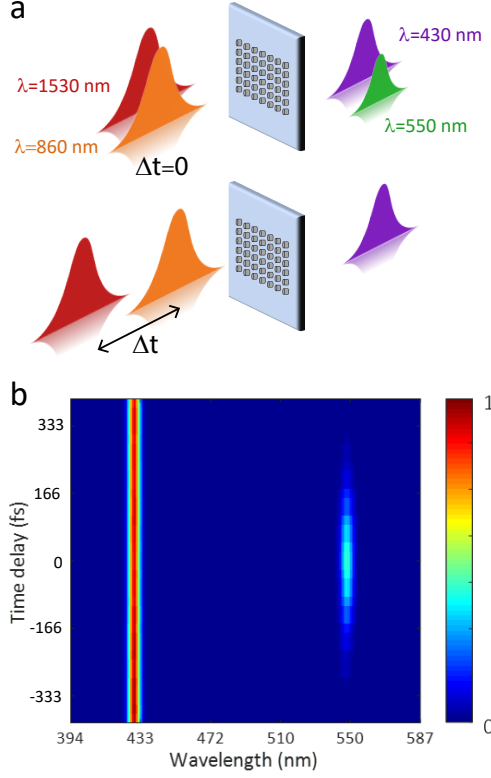 a
λ=1530 nm
λ=860 nm
Δt=0
λ=430 nm
λ=550 nm
Δt
b
Time delay (fs)
333
166
0
-166
-333
394
433
472
510
550
587
Wavelength (nm)
1
0